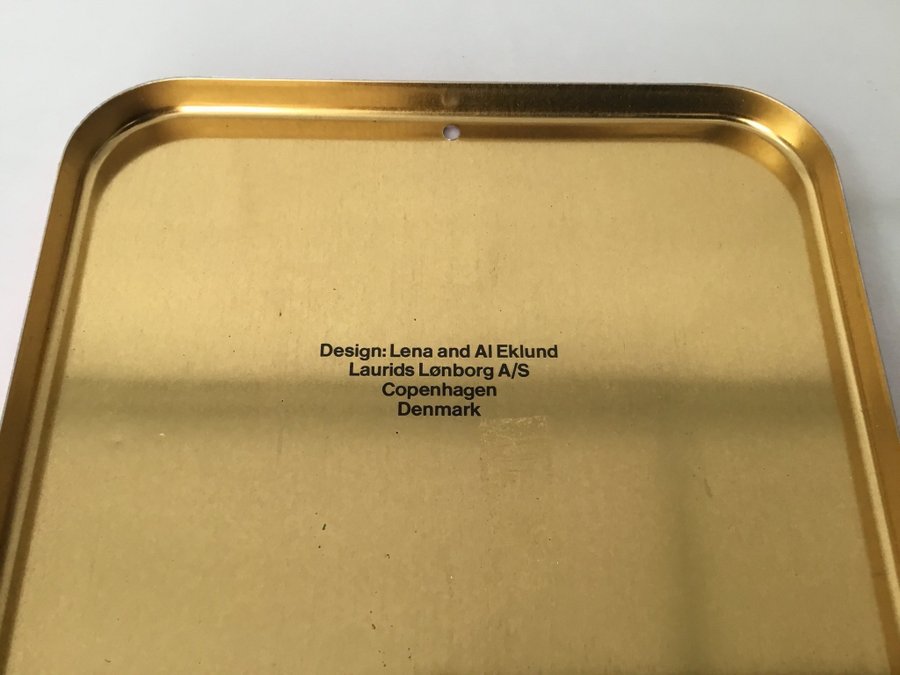 Design: Lena and Al Eklund
Laurids Lønborg A/S
Copenhagen
Denmark